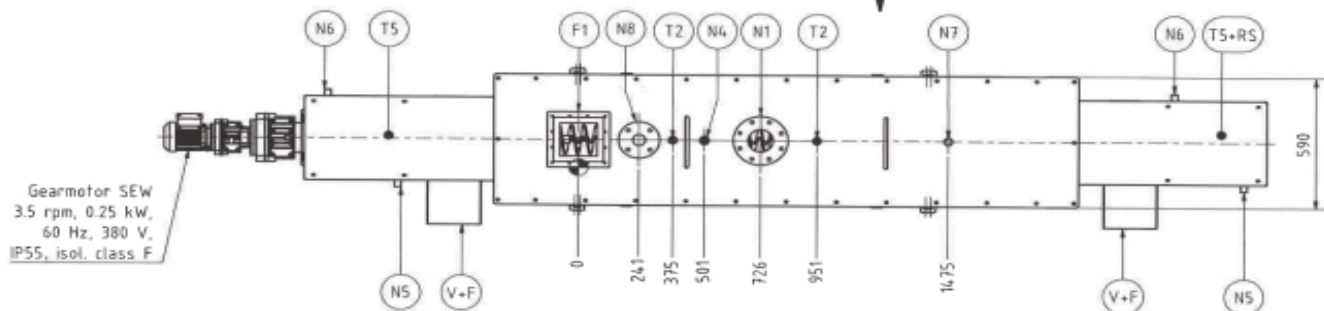 N6
T5
F1
N8
T2
N4
N1
T2
N7
N6
T5+RS
590
Gearmotor SEW
3.5 rpm, 0.25 kW,
60 Hz, 380 V,
IP55, isol. class F
N5
V+F
0
241
375
501
726
951
1475
V+F
N5